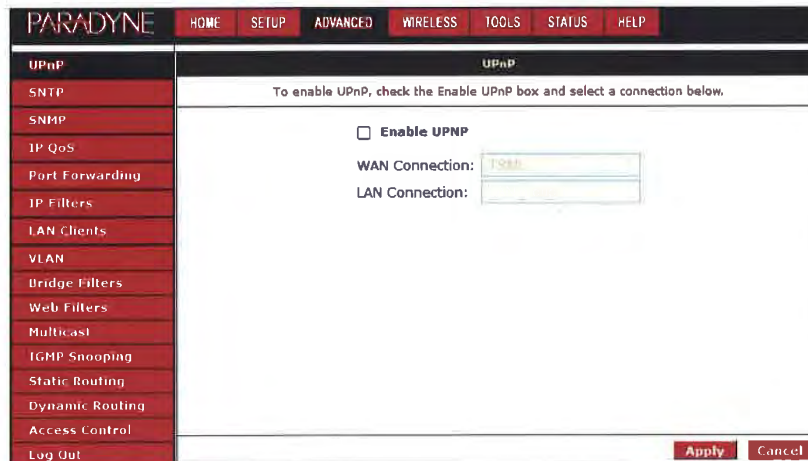 PARADYNE
HOME SETUP ADVANCED WIRELESS TOOLS STATUS HELP
UPnP
SNTP
SNMP
IP QoS
Port Forwarding
IP Filters
LAN Clients
VLAN
Bridge Filters
Web Filters
Multicast
IGMP Snooping
Static Routing
Dynamic Routing
Access Control
Log Out
UPnP
To enable UPnP, check the Enable UPnP box and select a connection below.
Enable UPNP
WAN Connection:
LAN Connection:
Apply Cancel